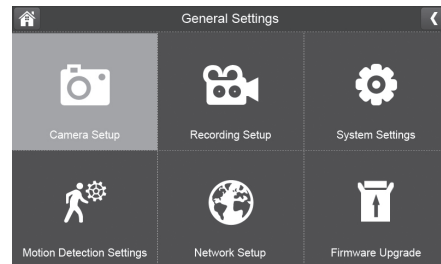 General Settings
Camera Setup
Recording Setup
System Settings
Motion Detection Settings
Network Setup
Firmware Upgrade